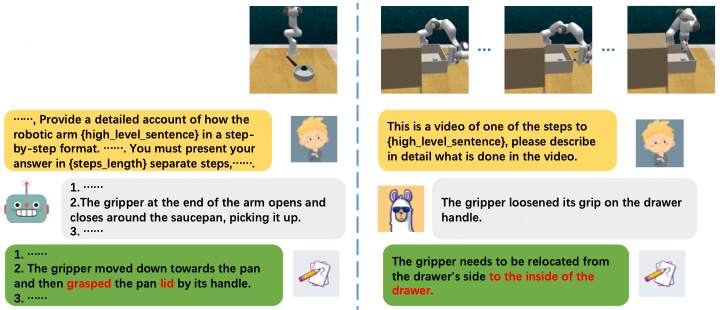 ······, Provide a detailed account of how the
robotic arm {high_level_sentence} in a step-
by-step format. ······. You must present your
answer in {steps_length} separate steps,······.
1. ······
2.The gripper at the end of the arm opens and
closes around the saucepan, picking it up.
3. ······
1. ······
2. The gripper moved down towards the pan
and then grasped the pan lid by its handle.
3. ······
... ...
This is a video of one of the steps to
{high_level_sentence}, please describe
in detail what is done in the video.
The gripper loosened its grip on the drawer
handle.
The gripper needs to be relocated from
the drawer's side to the inside of the
drawer.